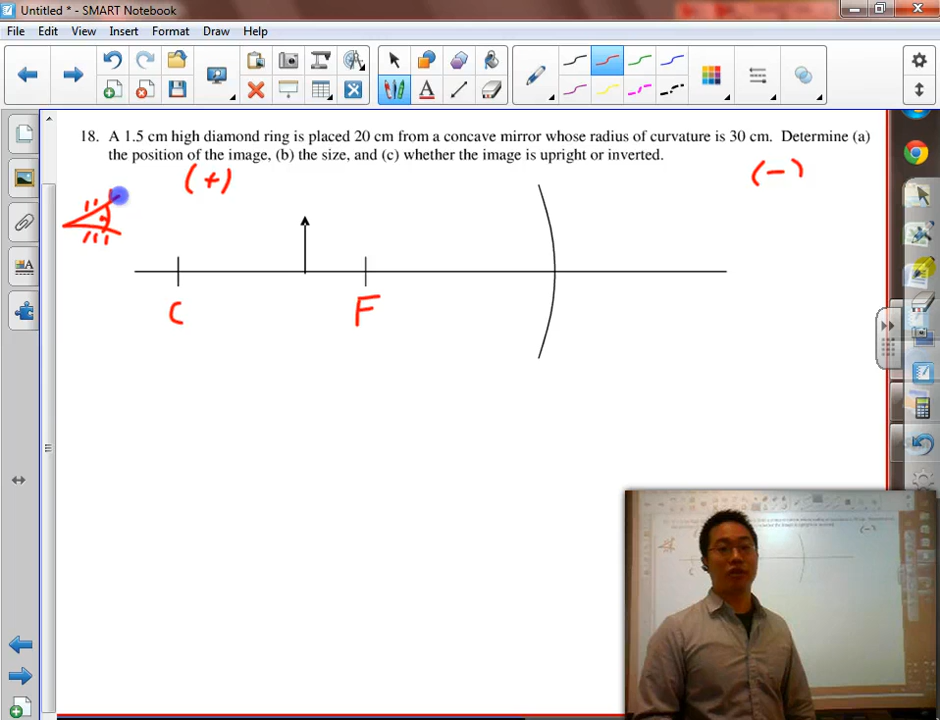 Untitled * - SMART Notebook
File Edit View Insert Format Draw Help
A
18. A 1.5 cm high diamond ring is placed 20 cm from a concave mirror whose radius of curvature is 30 cm. Determine (a)
the position of the image, (b) the size, and (c) whether the image is upright or inverted.
(+)
(-)
C
F